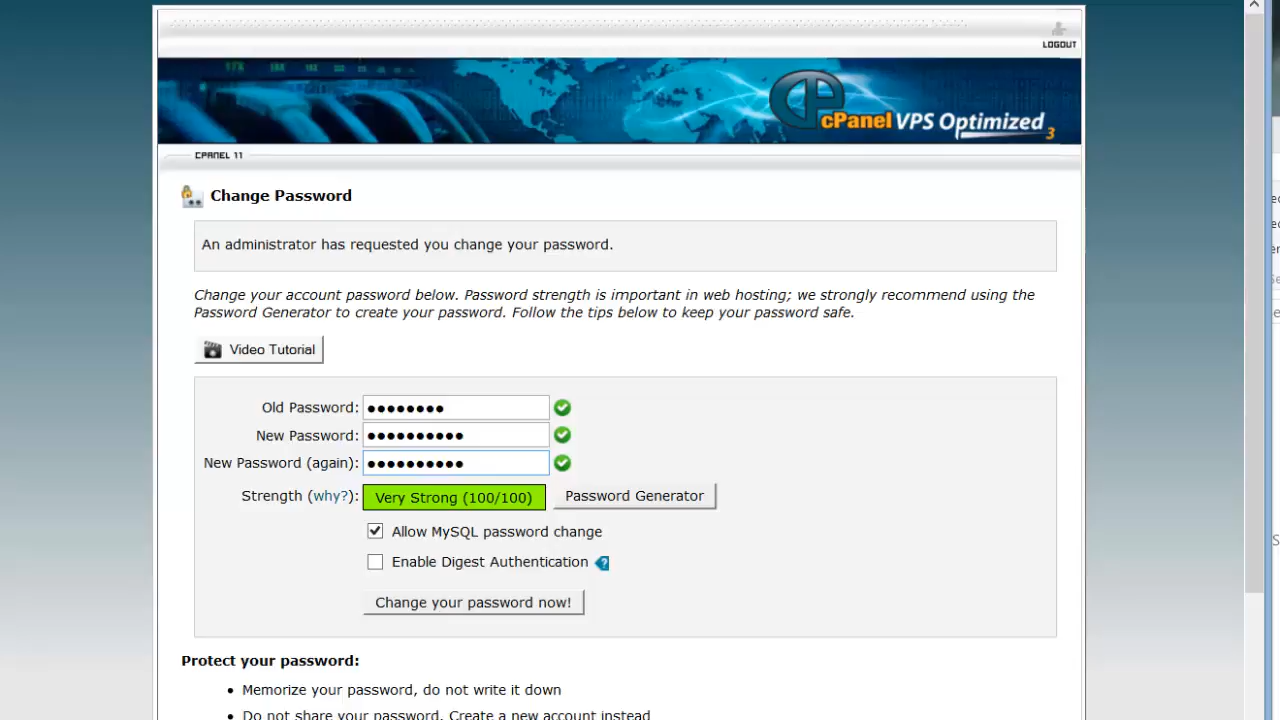 LOGOUT
cPanel VPS Optimized 3
CPANEL 11
Change Password
An administrator has requested you change your password.
Change your account password below. Password strength is important in web hosting; we strongly recommend using the
Password Generator to create your password. Follow the tips below to keep your password safe.
Video Tutorial
Old Password: ●●●●●●●●
New Password: ●●●●●●●●●●
New Password (again): ●●●●●●●●●●
Strength (why?): Very Strong (100/100) Password Generator
Allow MySQL password change
Enable Digest Authentication ?
Change your password now!
Protect your password:
• Memorize your password, do not write it down
• Do not share your password. Create a new account instead